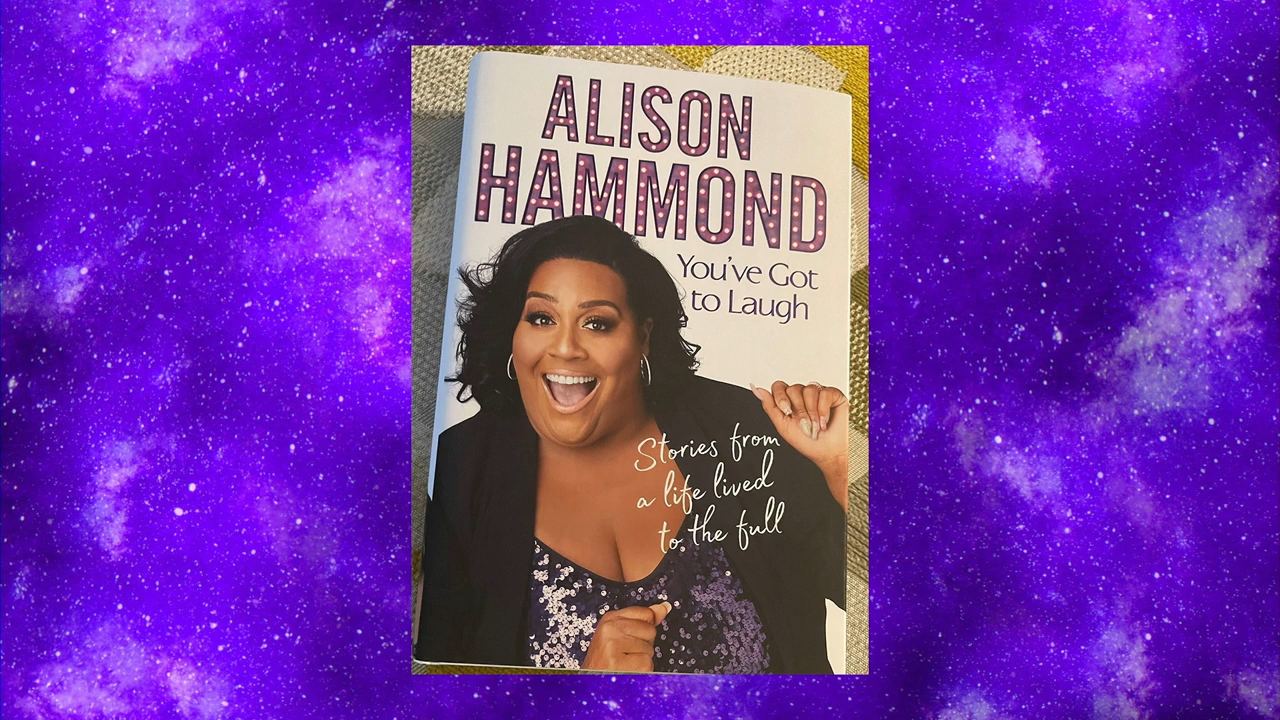 ALISON
HAMMOND
You've Got
to Laugh
Stories from
a life lived
to the full